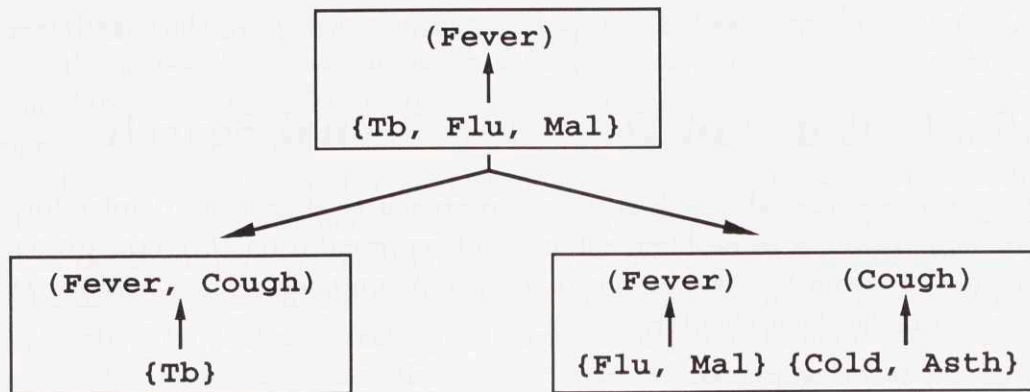 (Fever)
{Tb, Flu, Mal}
(Fever, Cough)
{Tb}
(Fever) (Cough)
{Flu, Mal} {Cold, Asth}